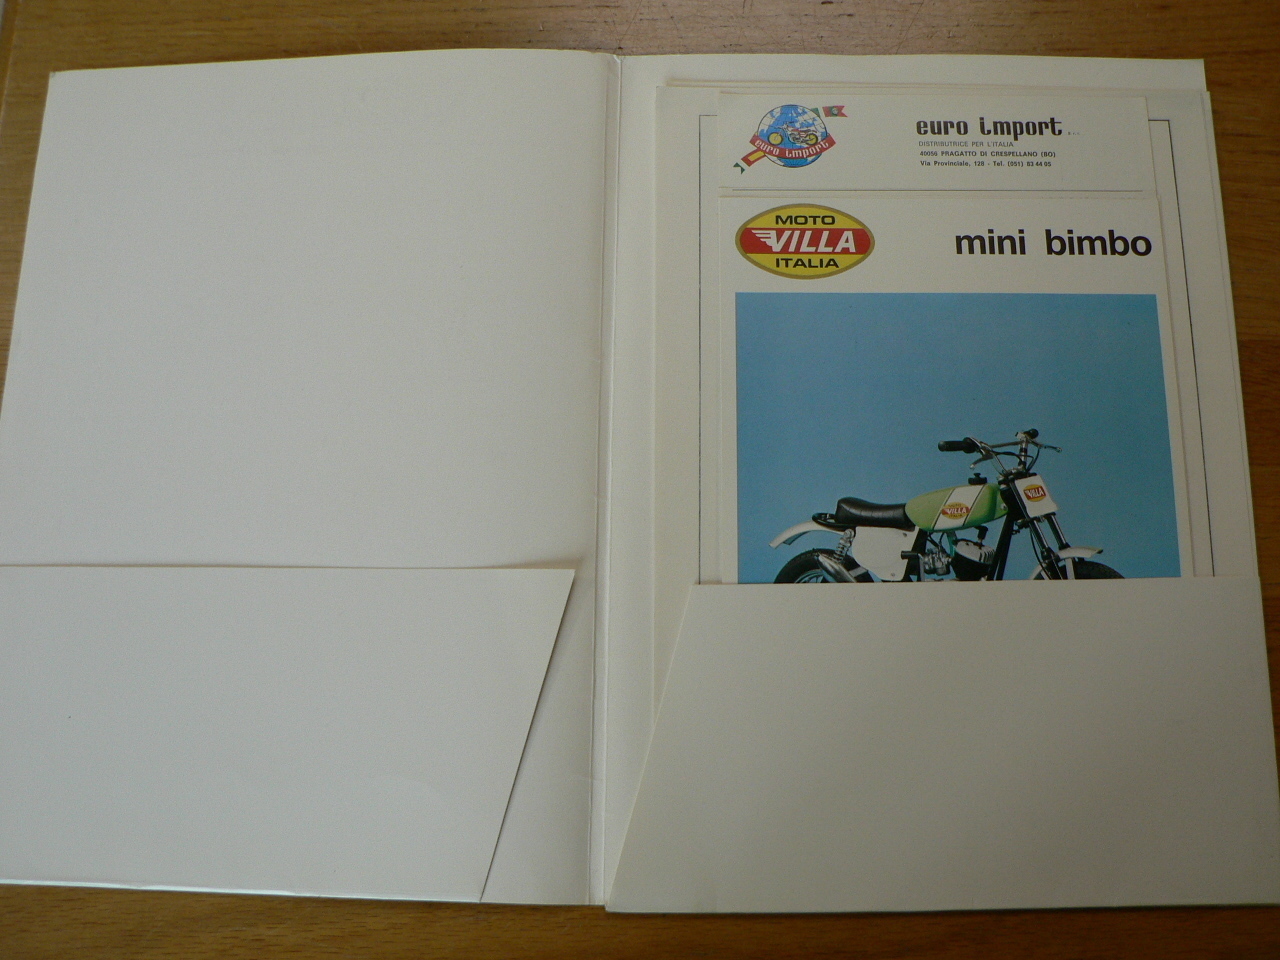 euro import
euro import
DISTRIBUTRICE PER L'ITALIA
40056 PRAGATTO DI CRESPELLANO (BO)
Via Provinciale, 128 - Tel. (051) 83 44 95
MOTO
VILLA
ITALIA
mini bimbo
VILLA
VILLA